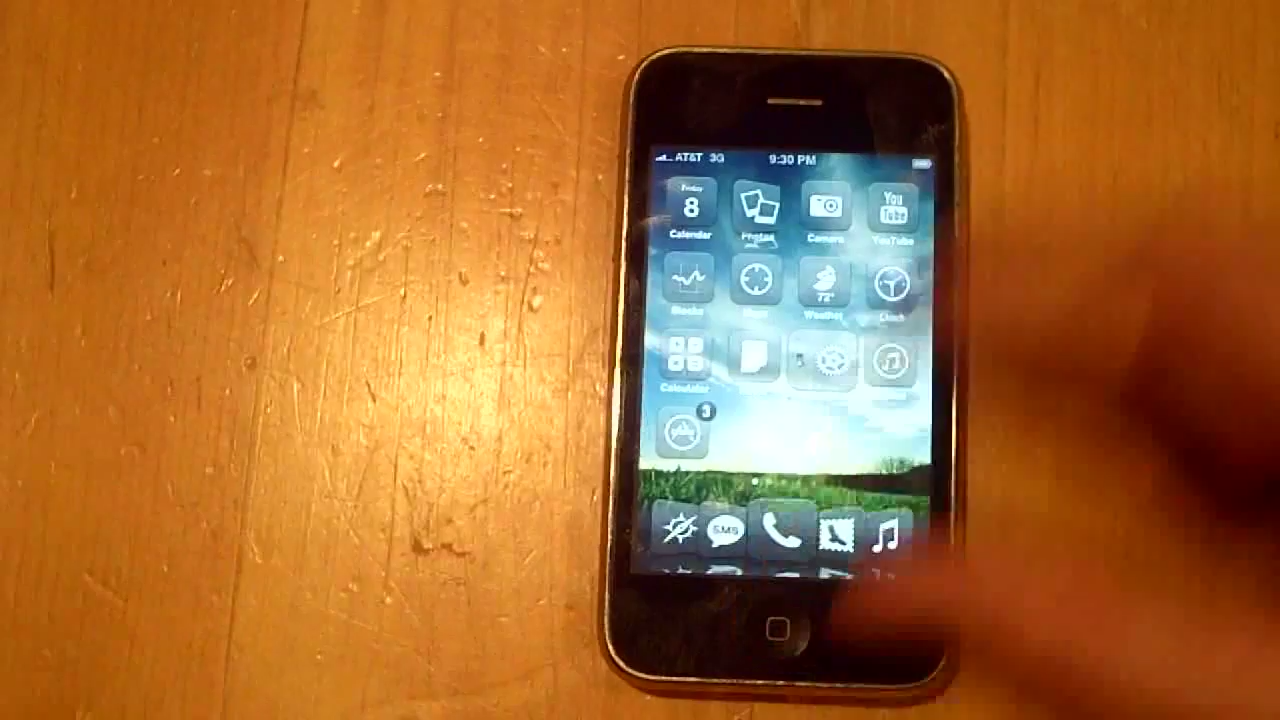 AT&T 3G 9:30 PM
Friday
8
You
Tube
Calendar Photos Camera YouTube
72°
Stocks Weather Clock
Calculator
3
SMS